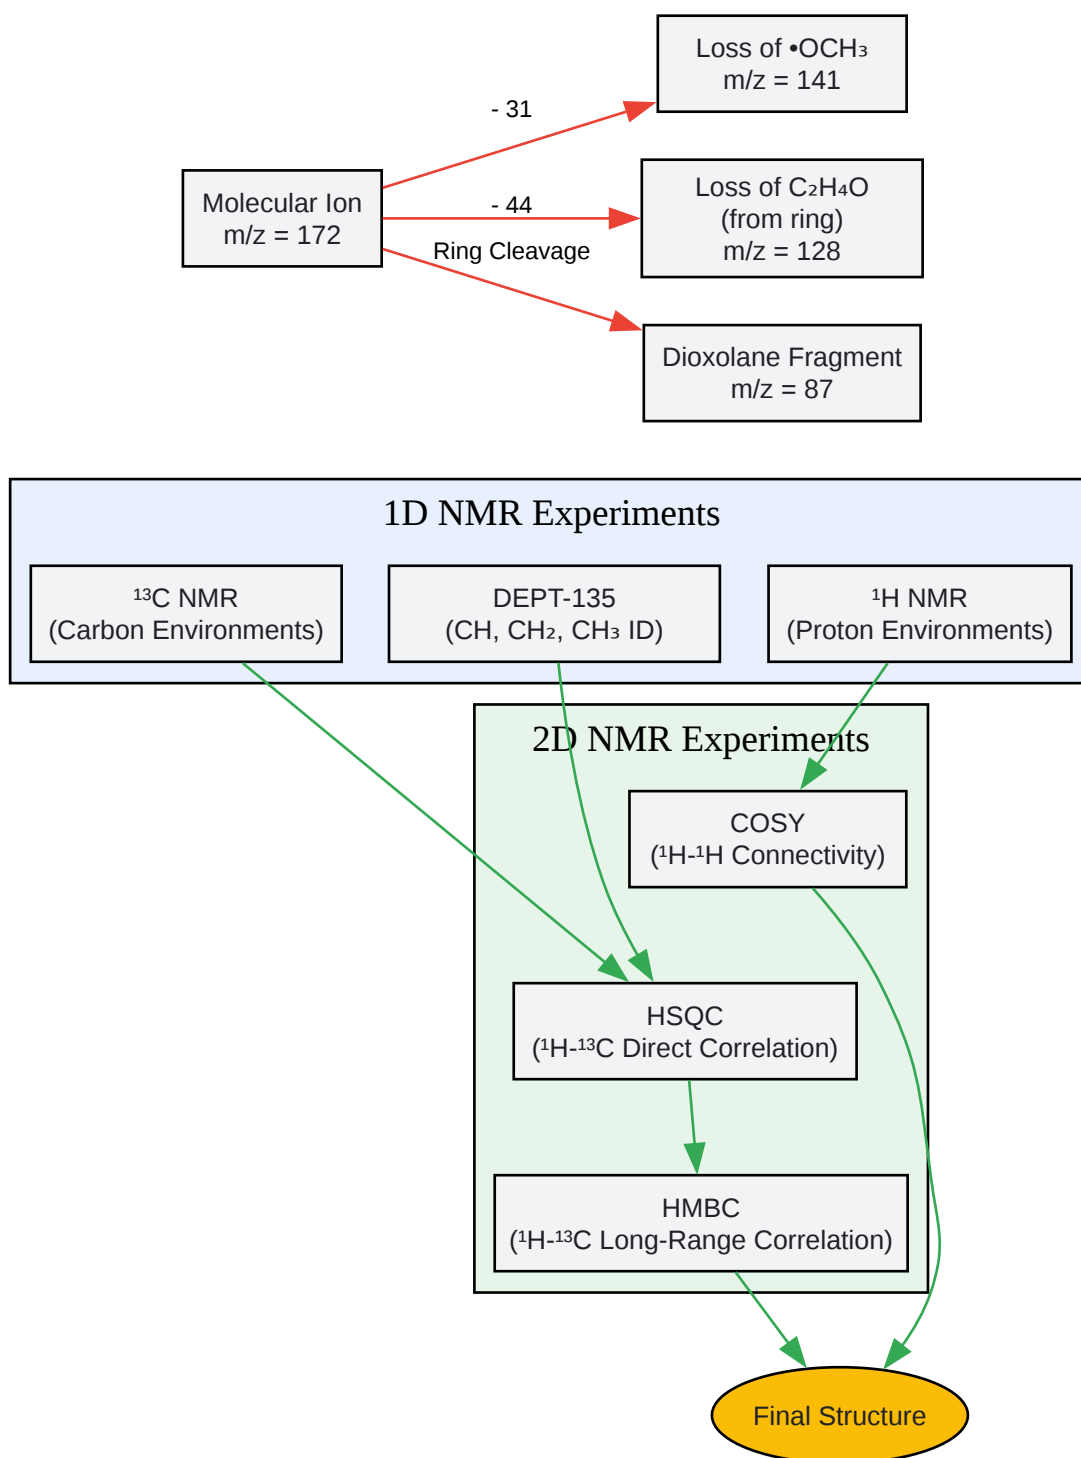 Loss of •OCH₃
m/z = 141
- 31
Molecular Ion
m/z = 172
- 44
Loss of C₂H₄O
(from ring)
m/z = 128
Ring Cleavage
Dioxolane Fragment
m/z = 87
1D NMR Experiments
¹³C NMR
(Carbon Environments)
DEPT-135
(CH, CH₂, CH₃ ID)
¹H NMR
(Proton Environments)
2D NMR Experiments
COSY
(¹H-¹H Connectivity)
HSQC
(¹H-¹³C Direct Correlation)
HMBC
(¹H-¹³C Long-Range Correlation)
Final Structure